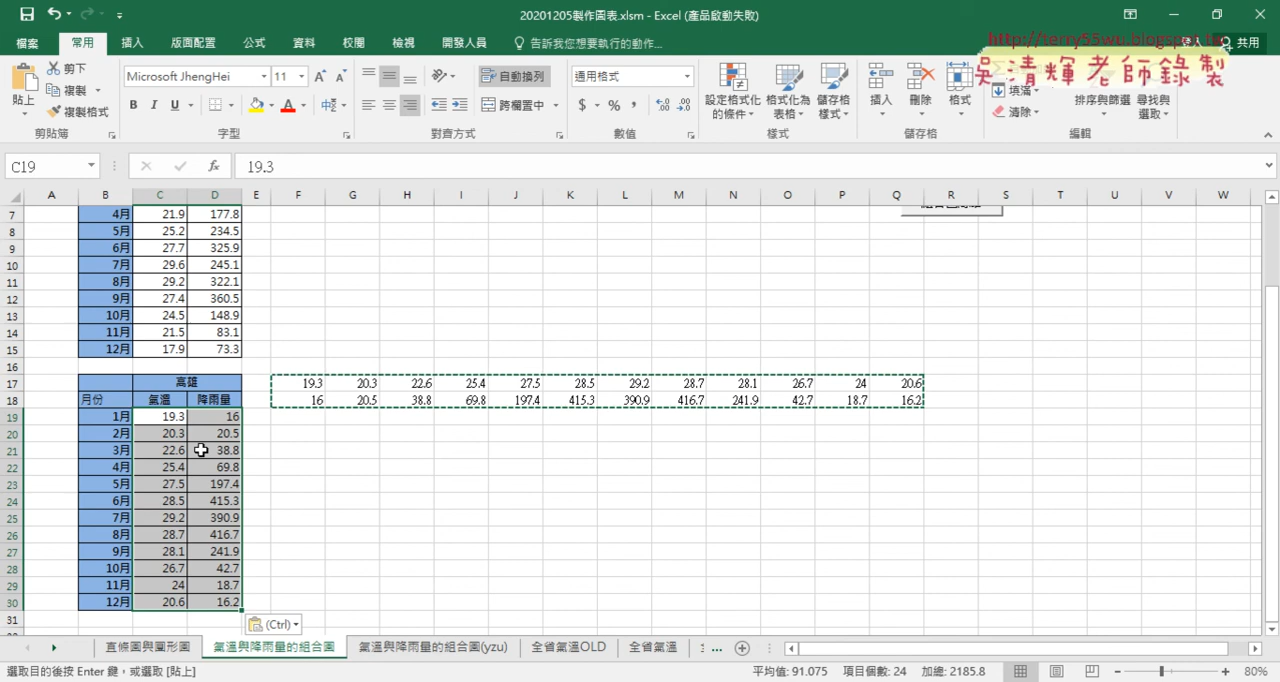 20201205製作圖表.xlsm - Excel (產品啟動失敗)
檔案 常用 插入 版面配置 公式 資料 校閱 檢視 開發人員 告訴我您想要執行的動作... 登入 共用
http://terry55wu.blogspot.tw
吳清輝老師錄製
貼上 剪下 複製 複製格式 剪貼簿
Microsoft JhengHei 11 A A B I U A 中 字型
自動換列 跨欄置中 對齊方式
通用格式 $ % , 數值
設定格式化的條件 格式化為表格 儲存格樣式 樣式
插入 刪除 格式 儲存格
填滿 清除 排序與篩選 尋找與選取 編輯
C19 fx 19.3
A B C D E F G H I J K L M N O P Q R S T U V W
7 4月 21.9 177.8
8 5月 25.2 234.5
9 6月 27.7 325.9
10 7月 29.6 245.1
11 8月 29.2 322.1
12 9月 27.4 360.5
13 10月 24.5 148.9
14 11月 21.5 83.1
15 12月 17.9 73.3
16
17 高雄 19.3 20.3 22.6 25.4 27.5 28.5 29.2 28.7 28.1 26.7 24 20.6
18 月份 氣溫 降雨量 16 20.5 38.8 69.8 197.4 415.3 390.9 416.7 241.9 42.7 18.7 16.2
19 1月 19.3 16
20 2月 20.3 20.5
21 3月 22.6 38.8
22 4月 25.4 69.8
23 5月 27.5 197.4
24 6月 28.5 415.3
25 7月 29.2 390.9
26 8月 28.7 416.7
27 9月 28.1 241.9
28 10月 26.7 42.7
29 11月 24 18.7
30 12月 20.6 16.2
31 (Ctrl)
直條圖與圓形圖 氣溫與降雨量的組合圖 氣溫與降雨量的組合圖(yzu) 全省氣溫OLD 全省氣溫 ...
選取目的後按 Enter 鍵，或選取 [貼上] 平均值: 91.075 項目個數: 24 加總: 2185.8 80%